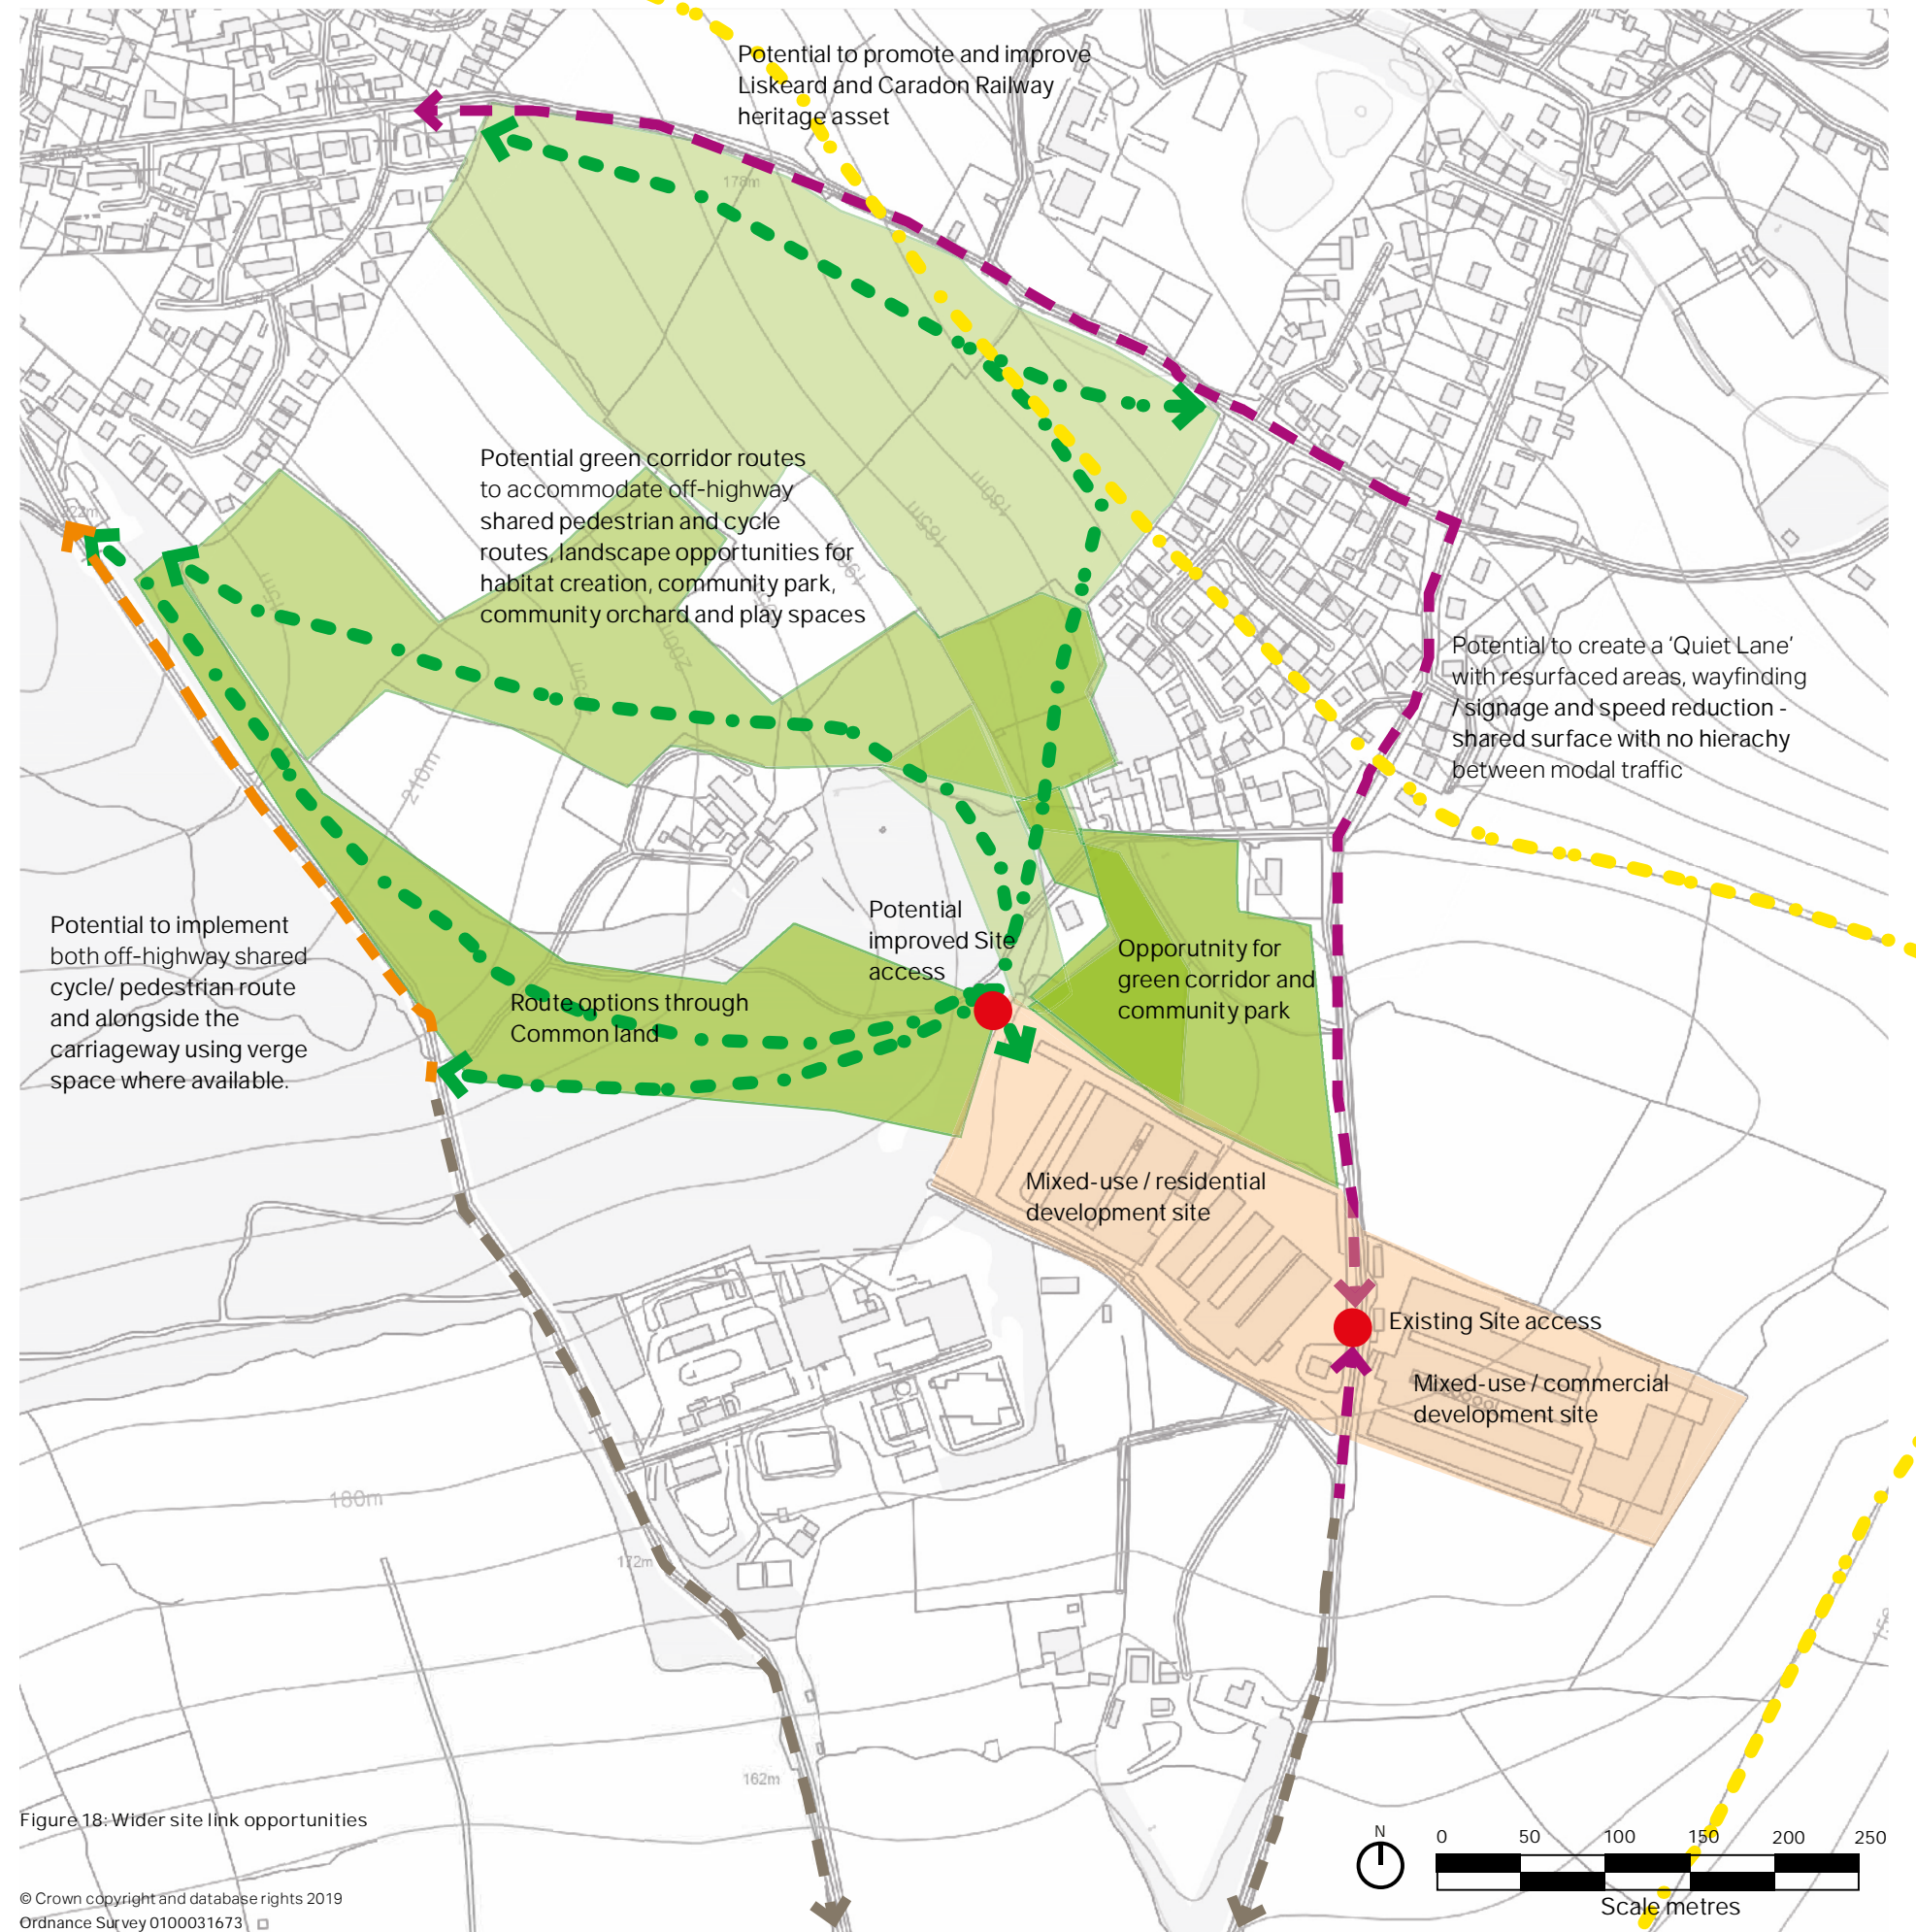 Potential to promote and improve
Liskeard and Caradon Railway
heritage asset
178m
Potential green corridor routes
to accommodate off-highway
shared pedestrian and cycle
routes, landscape opportunities for
habitat creation, community park,
community orchard and play spaces
180m
185m
190m
200m
222m
215m
205m
210m
Potential to create a ‘Quiet Lane’
with resurfaced areas, wayfinding
/ signage and speed reduction -
shared surface with no hierachy
between modal traffic
Potential
improved Site
access
Opporutnity for
green corridor and
community park
Potential to implement
both off-highway shared
cycle/ pedestrian route
and alongside the
carriageway using verge
space where available.
Route options through
Common land
Mixed-use / residential
development site
Existing Site access
Mixed-use / commercial
development site
180m
172m
162m
Figure 18: Wider site link opportunities
N
0 50 100 150 200 250
Scale metres
© Crown copyright and database rights 2019
Ordnance Survey 0100031673